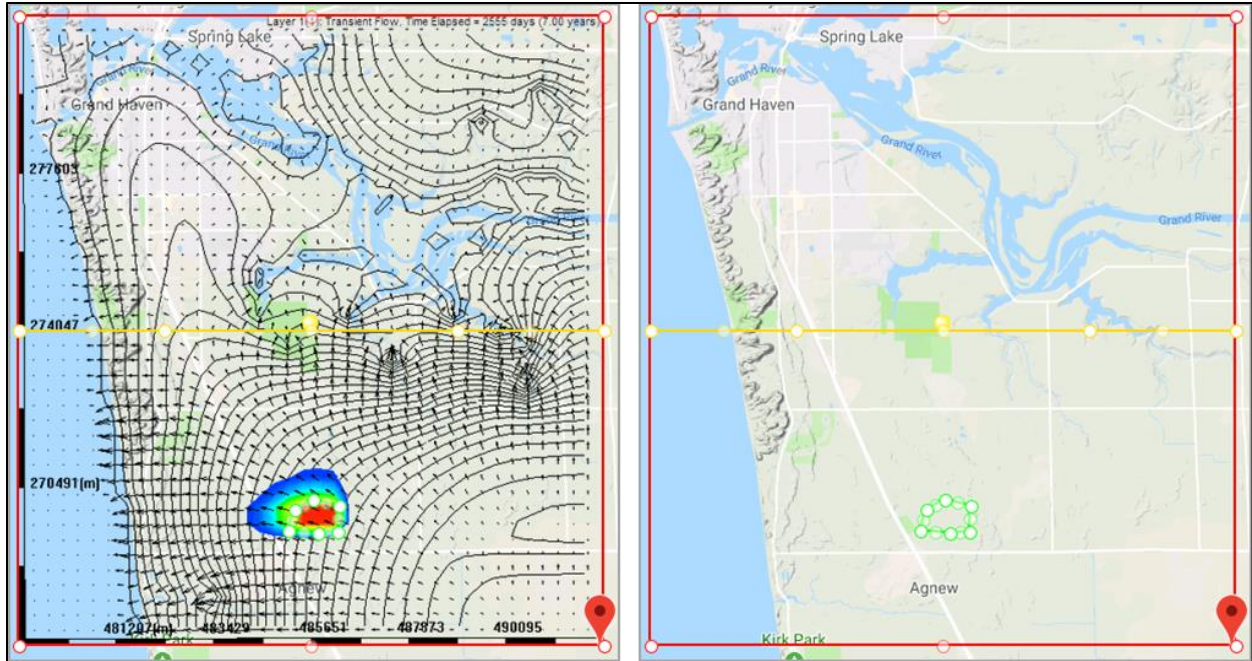 Layer 1 : Transient Flow, Time Elapsed = 2555 days (7.00 years)
Spring Lake
Grand River
Grand Haven
Grand River
277603
274047
270491(m)
Agnew
481207(m)
483429
485651
487873
490095
Park
Spring Lake
Grand River
Grand Haven
Grand River
Grand River
Agnew
Kirk Park